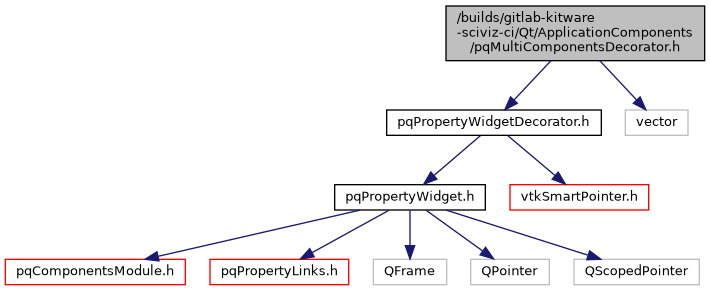 /builds/gitlab-kitware
-sciviz-ci/Qt/ApplicationComponents
/pqMultiComponentsDecorator.h
pqPropertyWidgetDecorator.h
vector
pqPropertyWidget.h
vtkSmartPointer.h
pqComponentsModule.h
pqPropertyLinks.h
QFrame
QPointer
QScopedPointer